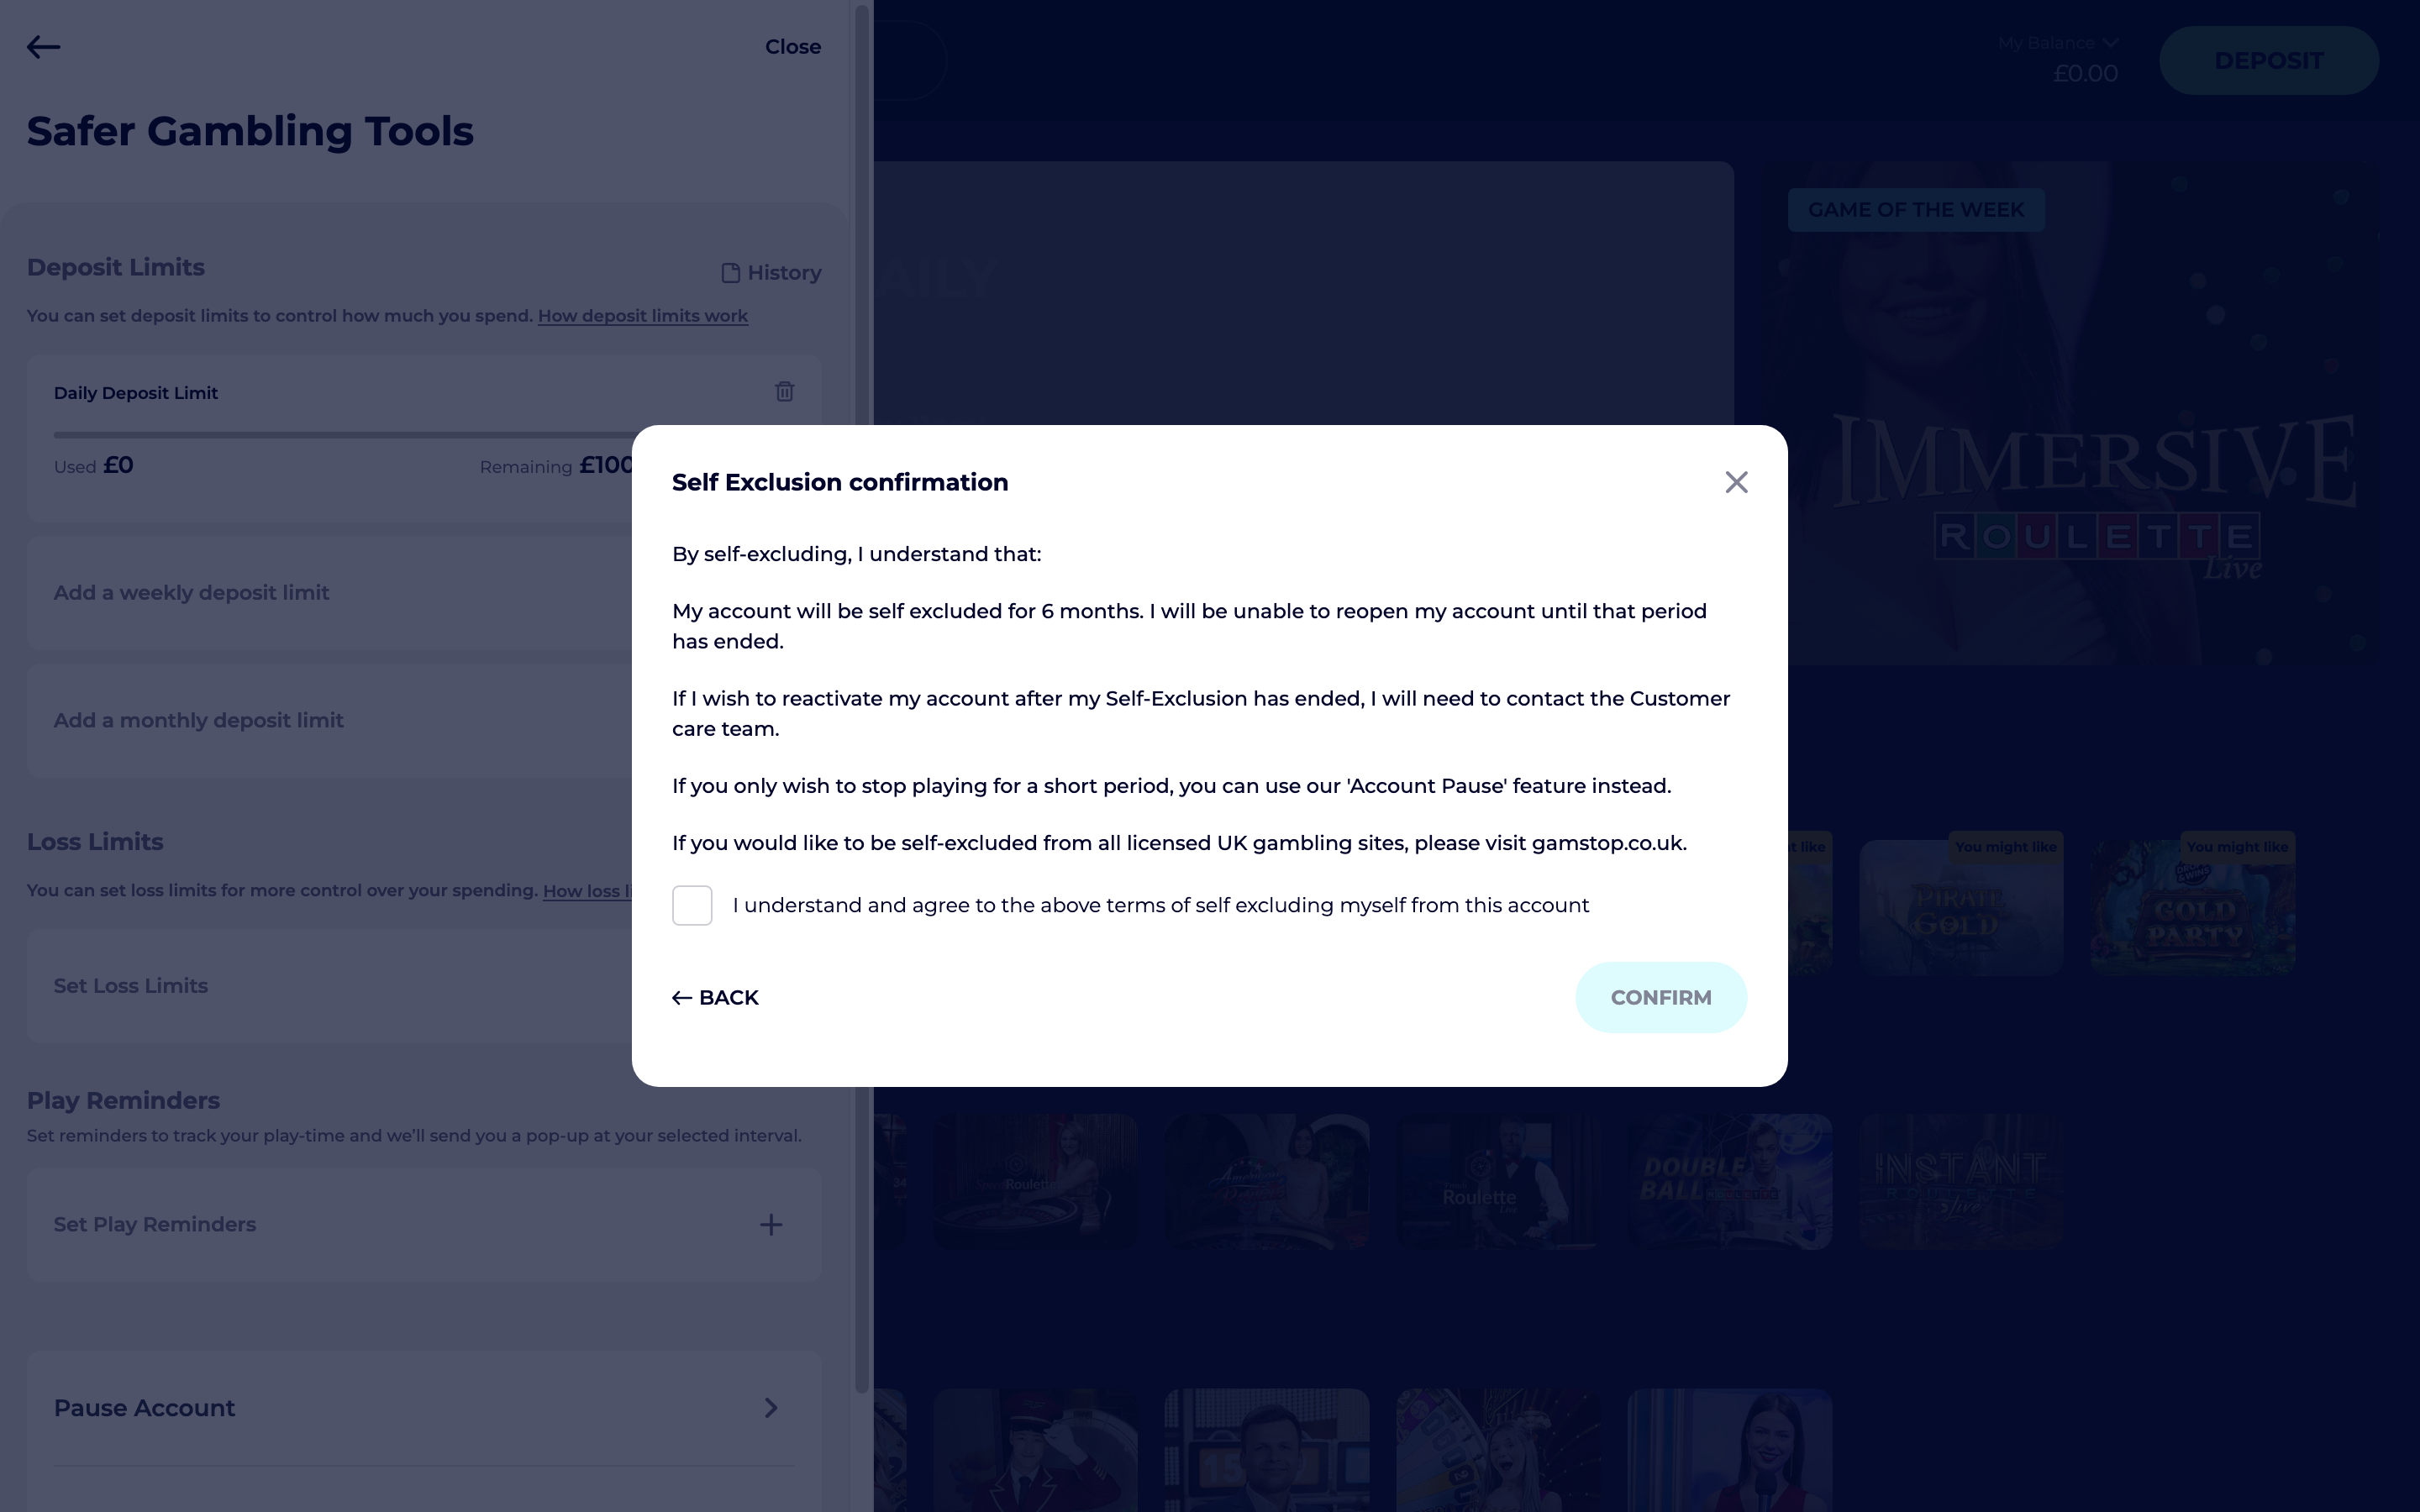 Close
Safer Gambling Tools
Deposit Limits
History
You can set deposit limits to control how much you spend. How deposit limits work
Daily Deposit Limit
Used £0
Remaining £100
Add a weekly deposit limit
Add a monthly deposit limit
Loss Limits
You can set loss limits for more control over your spending. How loss
Set Loss Limits
Play Reminders
Set reminders to track your play-time and we'll send you a pop-up at your selected interval.
Set Play Reminders
Pause Account
My Balance
£0.00
DEPOSIT
AILY
GAME OF THE WEEK
IMMERSIVE
ROULETTE
Live
Self Exclusion confirmation
By self-excluding, I understand that:
My account will be self excluded for 6 months. I will be unable to reopen my account until that period
has ended.
If I wish to reactivate my account after my Self-Exclusion has ended, I will need to contact the Customer
care team.
If you only wish to stop playing for a short period, you can use our 'Account Pause' feature instead.
If you would like to be self-excluded from all licensed UK gambling sites, please visit gamstop.co.uk.
I understand and agree to the above terms of self excluding myself from this account
BACK
CONFIRM
like
You might like
You might like
PIRATE
GOLD
GOLD
PARTY
Speed Roulette
American
Roulette
Roulette
Live
DOUBLE
BALL
ROULETTE
INSTANT
ROULETTE
Live